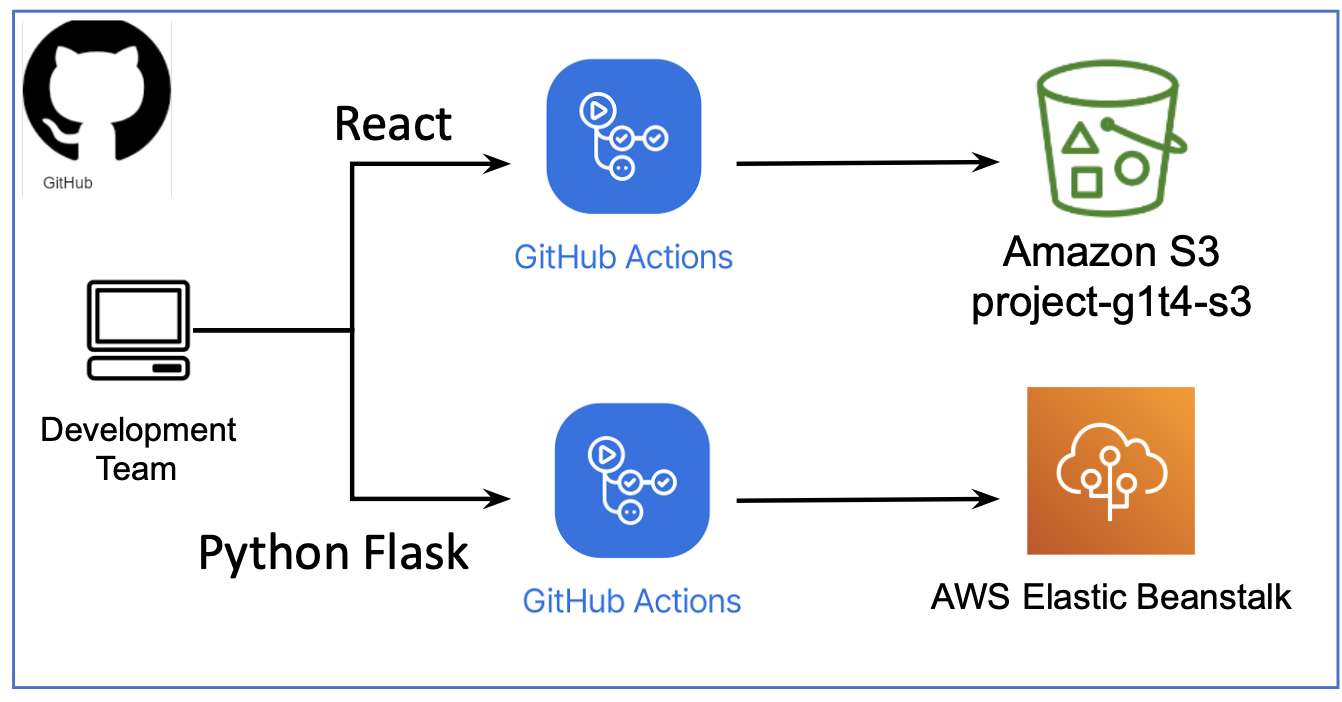 GitHub
React
GitHub Actions
Amazon S3
project-g1t4-s3
Development
Team
Python Flask
GitHub Actions
AWS Elastic Beanstalk